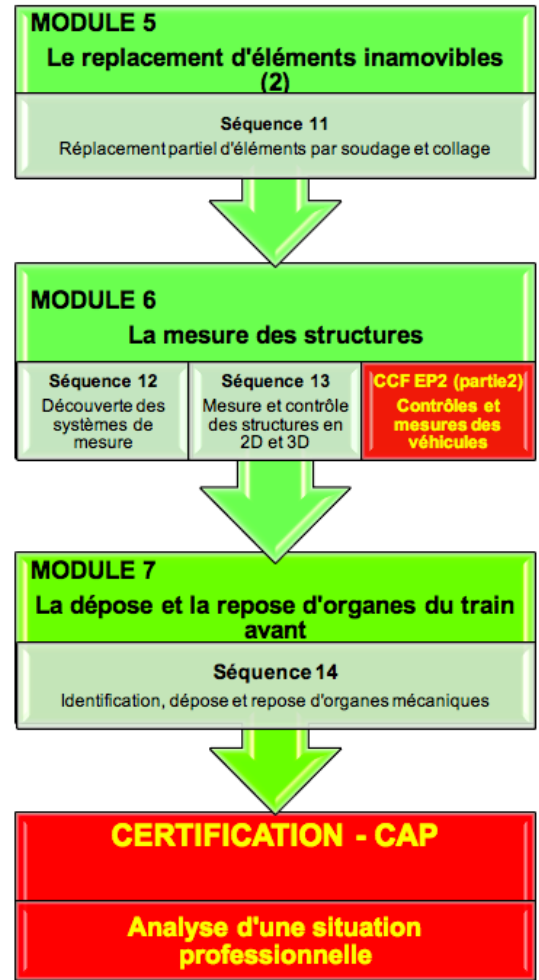 MODULE 5
Le replacement d'éléments inamovibles
(2)
Séquence 11
Réplacement partiel d'éléments par soudage et collage
MODULE 6
La mesure des structures
Séquence 12
Découverte des
systèmes de
mesure
Séquence 13
Mesure et contrôle
des structures en
2D et 3D
CCF EP2 (partie2)
Contrôles et
mesures des
véhicules
MODULE 7
La dépose et la repose d'organes du train
avant
Séquence 14
Identification, dépose et repose d'organes mécaniques
CERTIFICATION - CAP
Analyse d'une situation
professionnelle